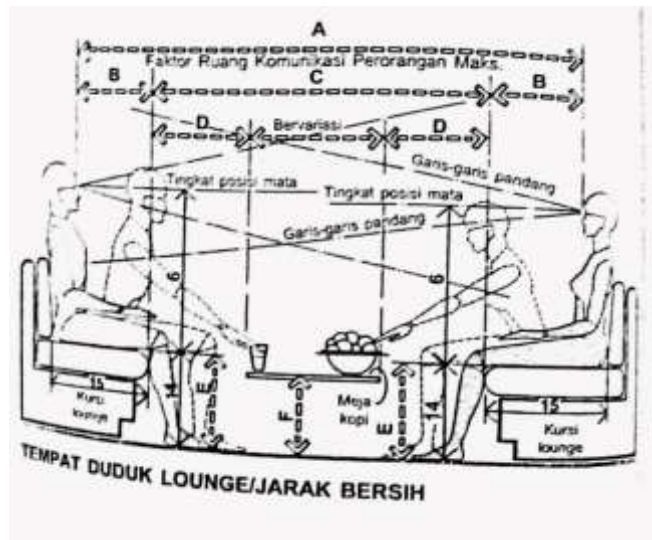 A
Faktor Ruang Komunikasi Perorangan Maks.
B
C
B
D
Bervariasi
D
Garis-garis pandang
Tingkat posisi mata
Tingkat posisi mata
Garis-garis pandang
6
6
15
Kursi
lounge
14
E
F
Meja
kopi
E
14
15
Kursi
lounge
TEMPAT DUDUK LOUNGE/JARAK BERSIH